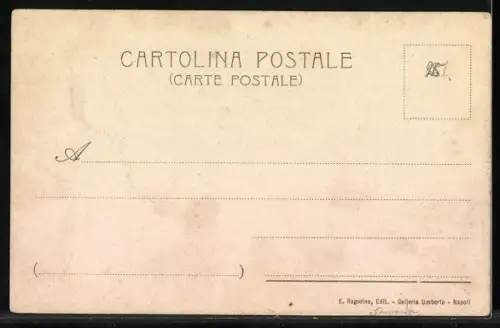 CARTOLINA POSTALE
(CARTE POSTALE)
A
( )
E. Ragozino, Edit. - Galleria Umberto - Napoli